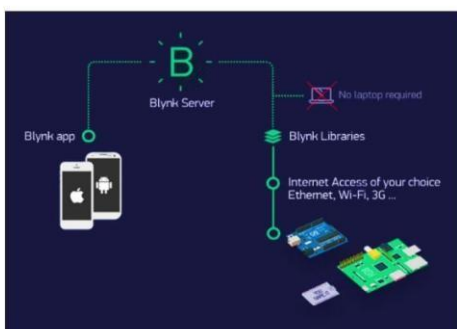 B
Blynk Server
No laptop required
Blynk app
Blynk Libraries
Internet Access of your choice
Ethernet, Wi-Fi, 3G ...